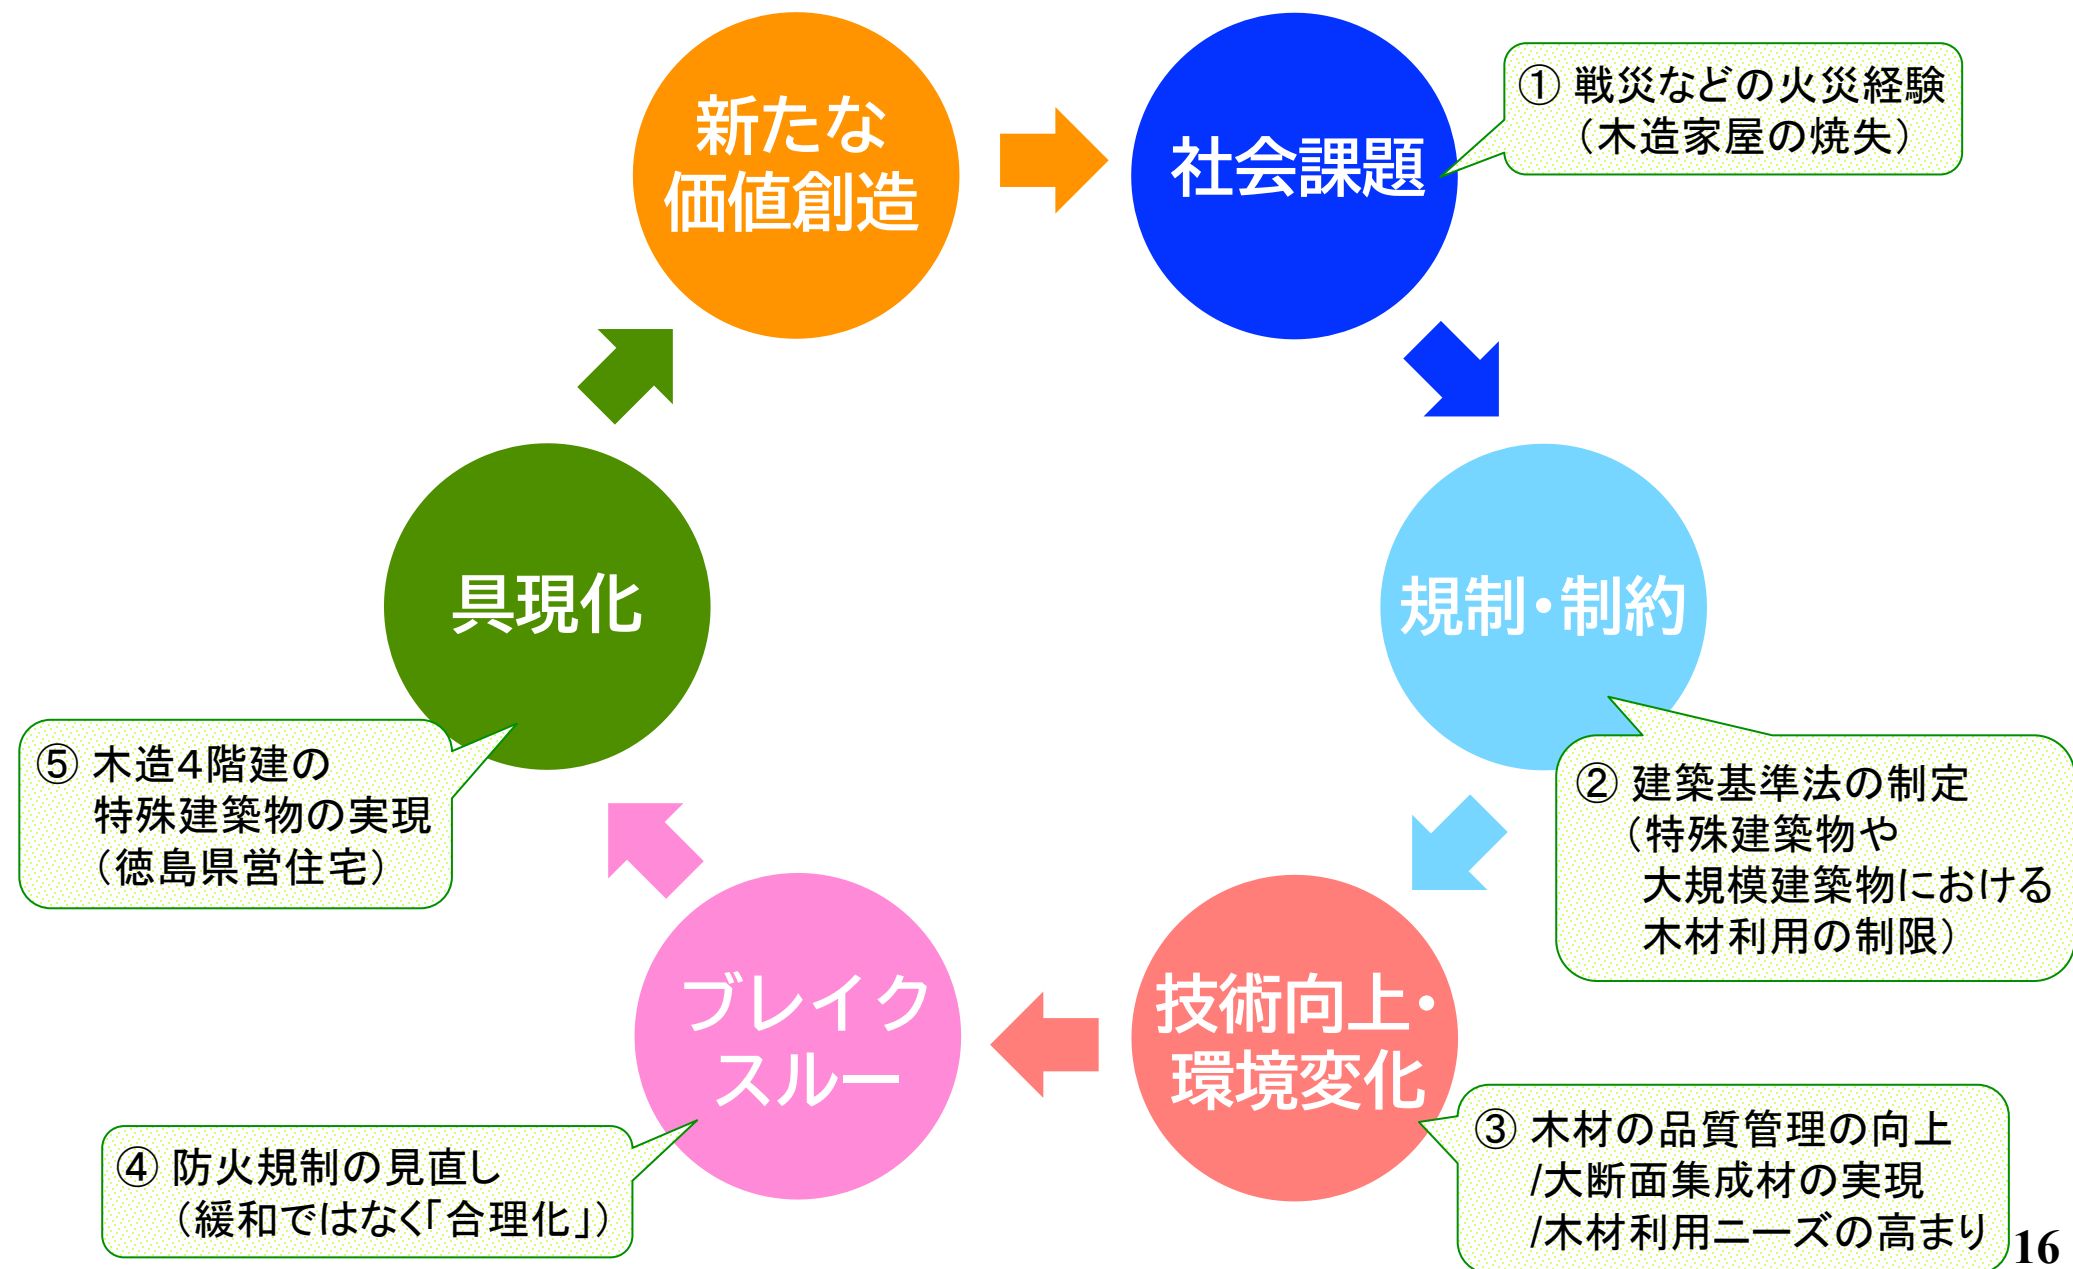 新たな
価値創造
社会課題
① 戦災などの火災経験
（木造家屋の焼失）
規制・制約
② 建築基準法の制定
（特殊建築物や
大規模建築物における
木材利用の制限）
技術向上・
環境変化
③ 木材の品質管理の向上
/大断面集成材の実現
/木材利用ニーズの高まり
ブレイク
スルー
④ 防火規制の見直し
（緩和ではなく「合理化」）
具現化
⑤ 木造４階建の
特殊建築物の実現
（徳島県営住宅）
16